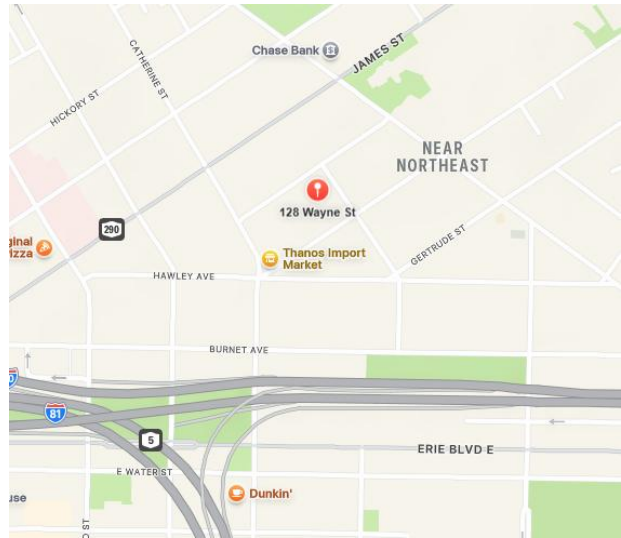 Chase Bank
JAMES ST
CATHERINE ST
HICKORY ST
NEAR
NORTHEAST
128 Wayne St
290
ginal
izza
Thanos Import
Market
GERTRUDE ST
HAWLEY AVE
BURNET AVE
81
5
ERIE BLVD E
E WATER ST
Dunkin'
use
D ST